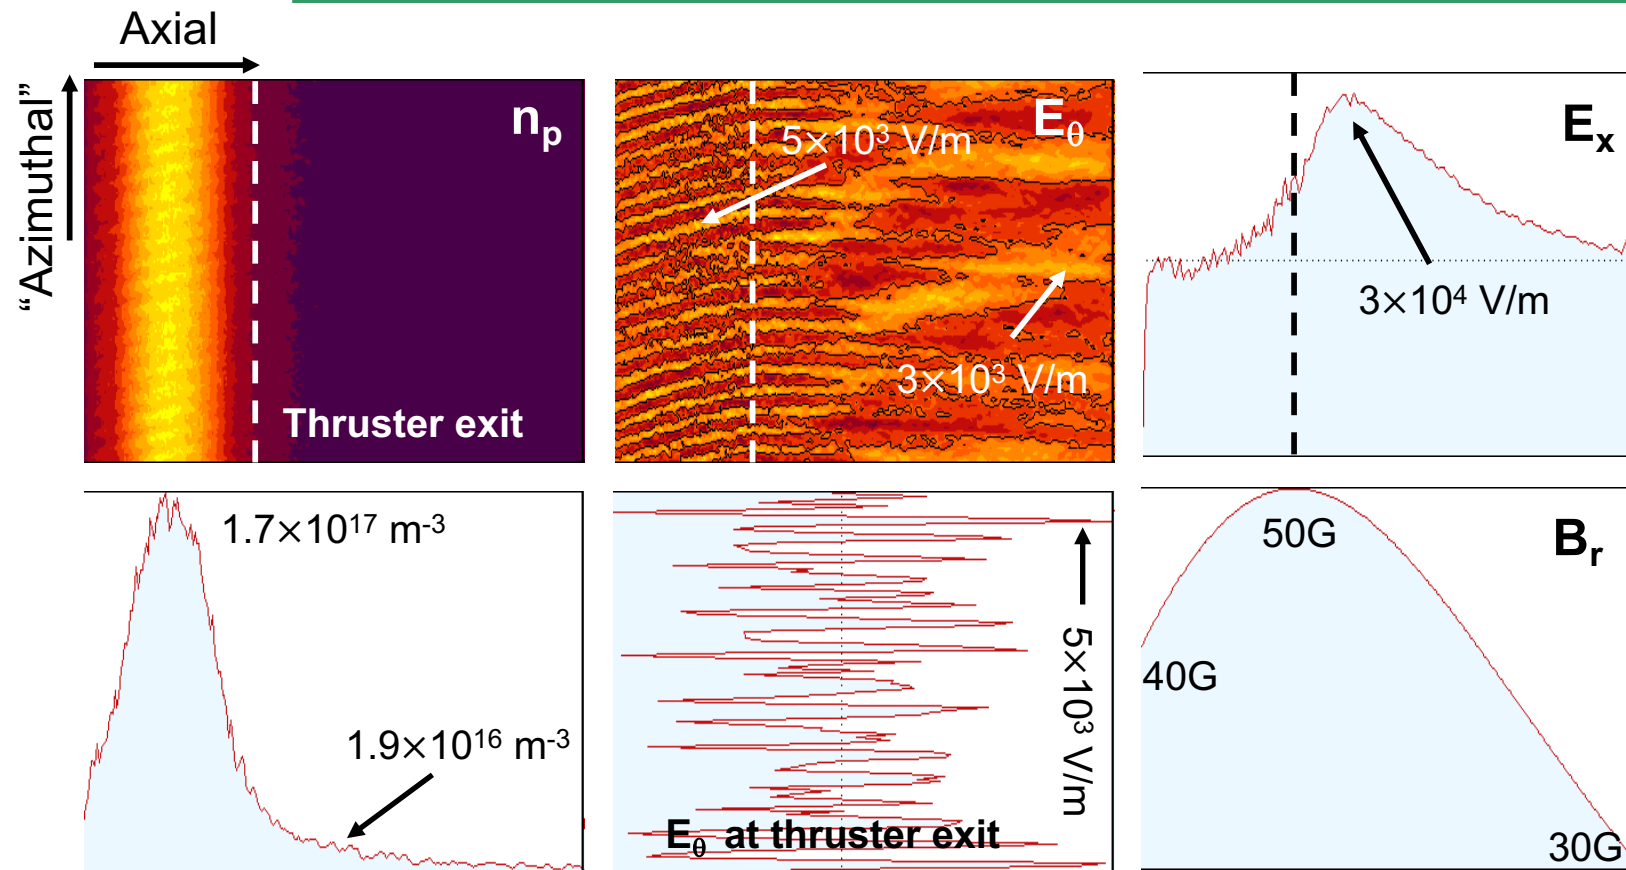 Axial
“Azimuthal”
n_p
Thruster exit
E_θ
5×10³ V/m
3×10³ V/m
E_x
3×10⁴ V/m
1.7×10¹⁷ m⁻³
1.9×10¹⁶ m⁻³
5×10³ V/m
E_θ at thruster exit
50G
B_r
40G
30G